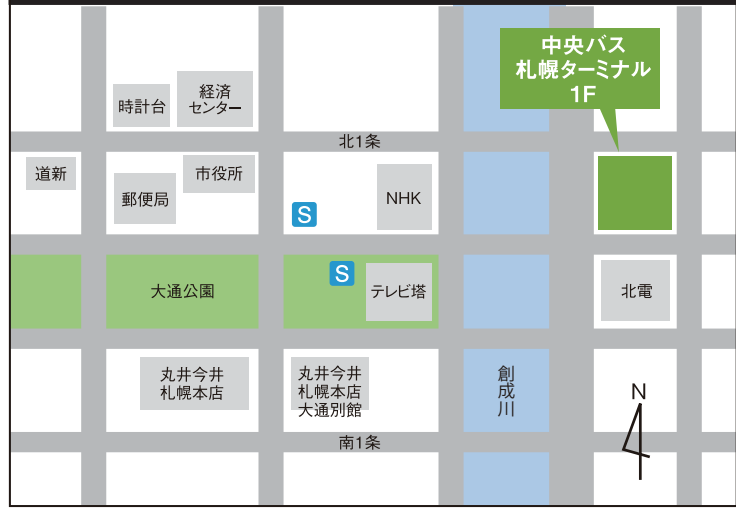 中央バス
札幌ターミナル
1F
経済
センター
時計台
北1条
道新
市役所
郵便局
NHK
S
S
大通公園
テレビ塔
北電
丸井今井
札幌本店
丸井今井
札幌本店
大通別館
創成川
N
南1条